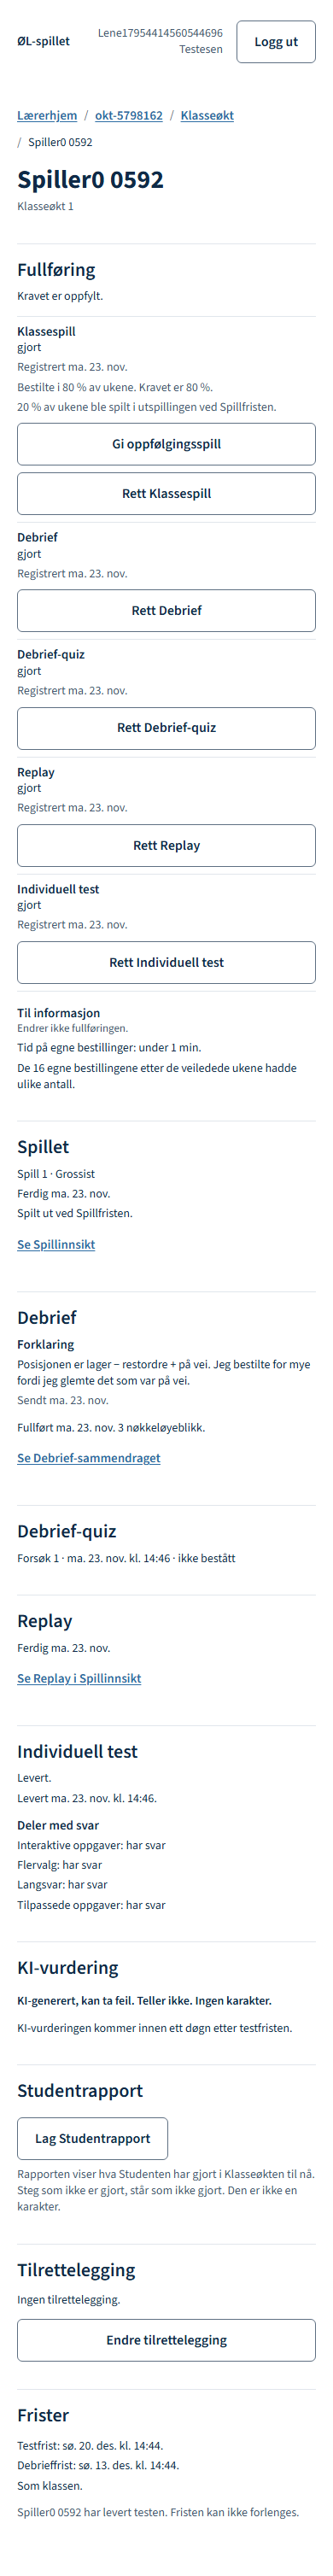 ØL-spillet
Lene17954414560544696
Testesen
Logg ut
Lærerhjem / okt-5798162 / Klasseøkt
/ Spiller0 0592
Spiller0 0592
Klasseøkt 1
Fullføring
Kravet er oppfylt.
Klassespill
gjort
Registrert ma. 23. nov.
Bestilte i 80 % av ukene. Kravet er 80 %.
20 % av ukene ble spilt i utspillingen ved Spillfristen.
Gi oppfølgingsspill
Rett Klassespill
Debrief
gjort
Registrert ma. 23. nov.
Rett Debrief
Debrief-quiz
gjort
Registrert ma. 23. nov.
Rett Debrief-quiz
Replay
gjort
Registrert ma. 23. nov.
Rett Replay
Individuell test
gjort
Registrert ma. 23. nov.
Rett Individuell test
Til informasjon
Endrer ikke fullføringen.
Tid på egne bestillinger: under 1 min.
De 16 egne bestillingene etter de veiledede ukene hadde
ulike antall.
Spillet
Spill 1 · Grossist
Ferdig ma. 23. nov.
Spilt ut ved Spillfristen.
Se Spillinnsikt
Debrief
Forklaring
Posisjonen er lager − restordre + på vei. Jeg bestilte for mye
fordi jeg glemte det som var på vei.
Sendt ma. 23. nov.
Fullført ma. 23. nov. 3 nøkkeløyeblikk.
Se Debrief-sammendraget
Debrief-quiz
Forsøk 1 · ma. 23. nov. kl. 14:46 · ikke bestått
Replay
Ferdig ma. 23. nov.
Se Replay i Spillinnsikt
Individuell test
Levert.
Levert ma. 23. nov. kl. 14:46.
Deler med svar
Interaktive oppgaver: har svar
Flervalg: har svar
Langsvar: har svar
Tilpassede oppgaver: har svar
KI-vurdering
KI-generert, kan ta feil. Teller ikke. Ingen karakter.
KI-vurderingen kommer innen ett døgn etter testfristen.
Studentrapport
Lag Studentrapport
Rapporten viser hva Studenten har gjort i Klasseøkten til nå.
Steg som ikke er gjort, står som ikke gjort. Den er ikke en
karakter.
Tilrettelegging
Ingen tilrettelegging.
Endre tilrettelegging
Frister
Testfrist: sø. 20. des. kl. 14:44.
Debrieffrist: sø. 13. des. kl. 14:44.
Som klassen.
Spiller0 0592 har levert testen. Fristen kan ikke forlenges.